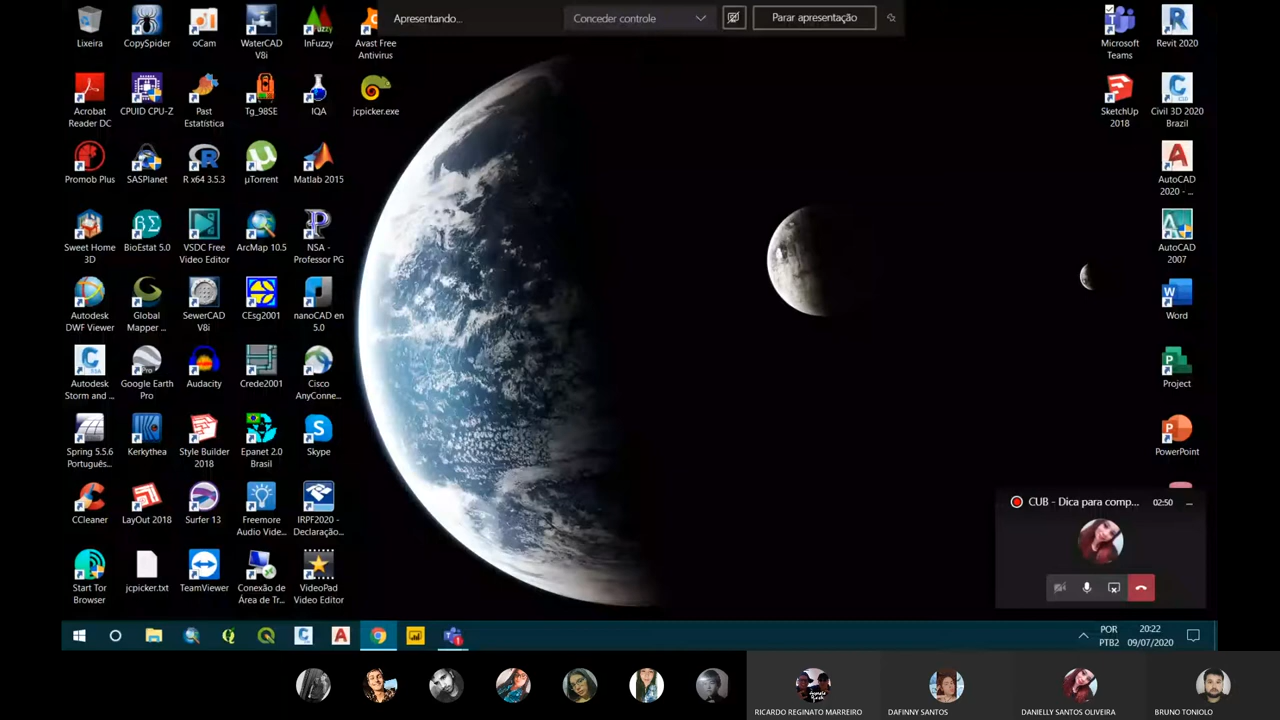 Apresentando...
Conceder controle
Parar apresentação
Lixeira
CopySpider
oCam
WaterCAD
V8i
InFuzzy
Avast Free
Antivirus
Microsoft
Teams
Revit 2020
Acrobat
Reader DC
CPUID CPU-Z
Past
Estatística
Tg_98SE
IQA
jcpicker.exe
SketchUp
2018
Civil 3D 2020
Brazil
Promob Plus
SASPlanet
R x64 3.5.3
µTorrent
Matlab 2015
AutoCAD
2020 - ...
Sweet Home
3D
BioEstat 5.0
VSDC Free
Video Editor
ArcMap 10.5
NSA -
Professor PG
AutoCAD
2007
Autodesk
DWF Viewer
Global
Mapper ...
SewerCAD
V8i
CEsg2001
nanoCAD en
5.0
Word
Autodesk
Storm and ...
Google Earth
Pro
Audacity
Crede2001
Cisco
AnyConne...
Project
Spring 5.5.6
Português...
Kerkythea
Style Builder
2018
Epanet 2.0
Brasil
Skype
PowerPoint
CCleaner
LayOut 2018
Surfer 13
Freemore
Audio Vide...
IRPF2020 -
Declaração...
CUB - Dica para comp...
02:50
Start Tor
Browser
jcpicker.txt
TeamViewer
Conexão de
Área de Tr...
VideoPad
Video Editor
POR
PTB2
20:22
09/07/2020
RICARDO REGINATO MARREIRO
DAFINNY SANTOS
DANIELLY SANTOS OLIVEIRA
BRUNO TONIOLO